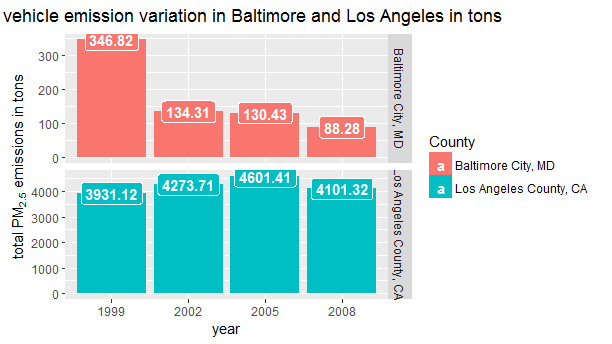 vehicle emission variation in Baltimore and Los Angeles in tons
total PM2.5 emissions in tons
300
200
100
0
346.82
134.31
130.43
88.28
Baltimore City, MD
4000
3000
2000
1000
0
3931.12
4273.71
4601.41
4101.32
Los Angeles County, CA
1999
2002
2005
2008
year
County
a Baltimore City, MD
a Los Angeles County, CA